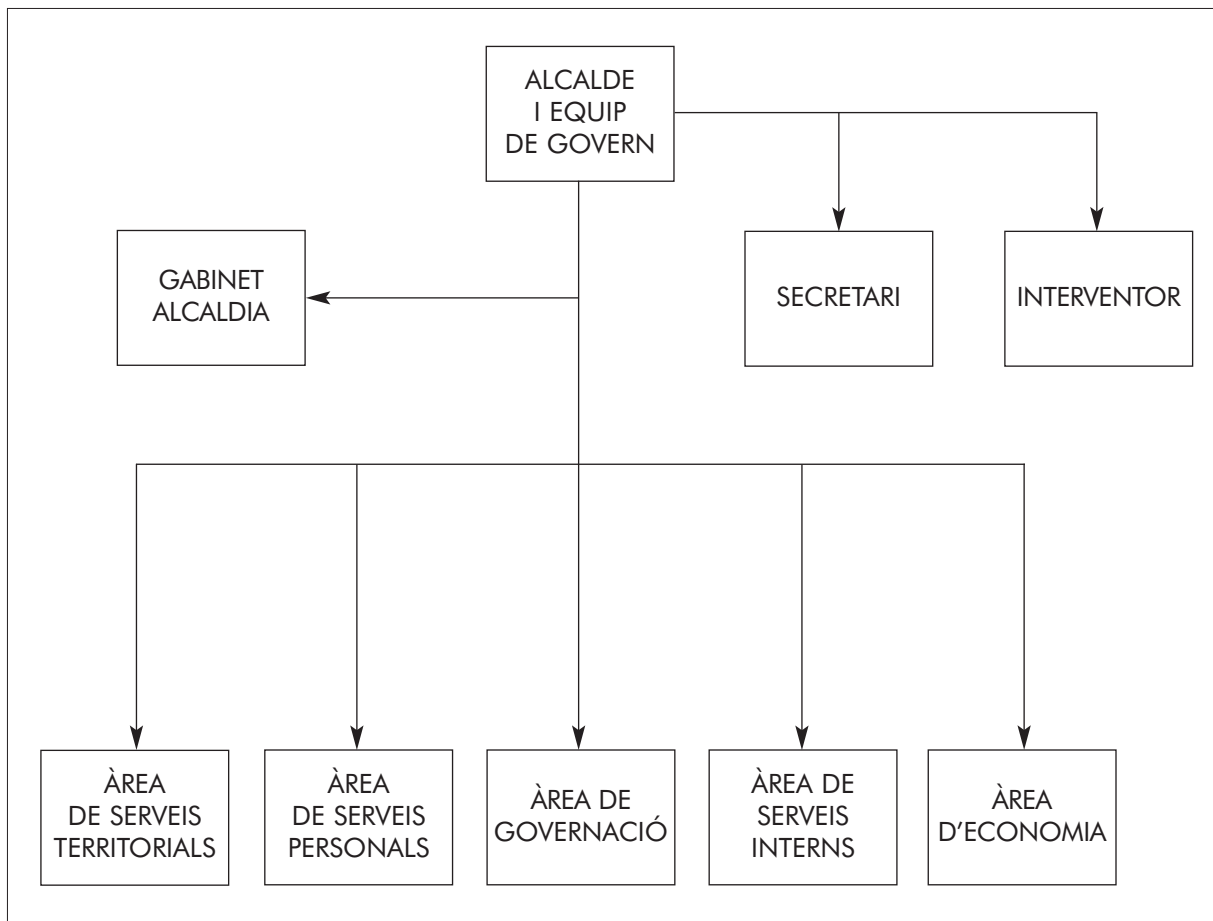 ALCALDE
I EQUIP
DE GOVERN
GABINET
ALCALDIA
SECRETARI
INTERVENTOR
ÀREA
DE SERVEIS
TERRITORIALS
ÀREA
DE SERVEIS
PERSONALS
ÀREA DE
GOVERNACIÓ
ÀREA DE
SERVEIS
INTERNS
ÀREA
D’ECONOMIA